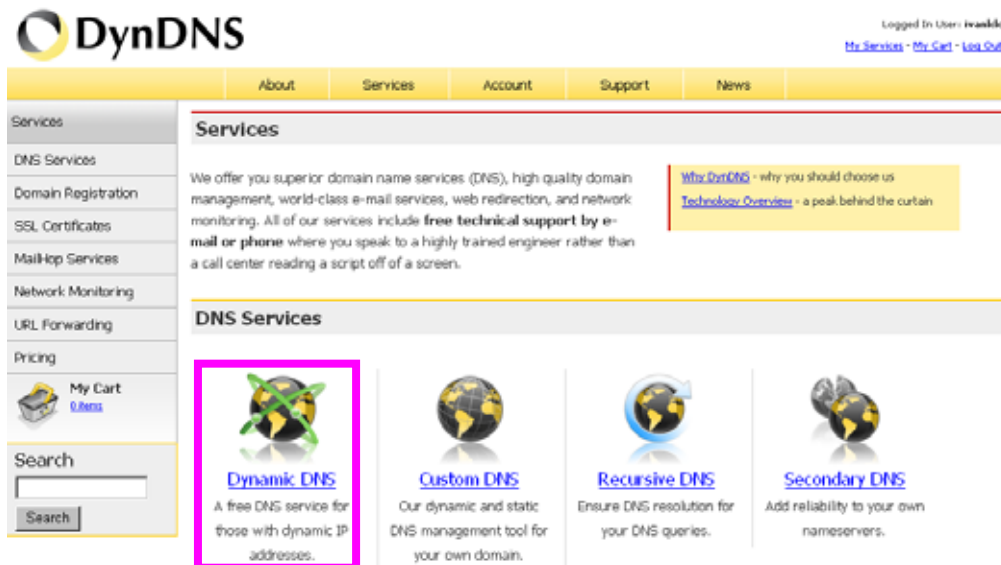 DynDNS
Logged In User:
My Services - My Cart - Log Out
About Services Account Support News
Services
DNS Services
Domain Registration
SSL Certificates
MailHop Services
Network Monitoring
URL Forwarding
Pricing
My Cart
0 items
Search
Search
Services
We offer you superior domain name services (DNS), high quality domain
management, world-class e-mail services, web redirection, and network
monitoring. All of our services include free technical support by e-
mail or phone where you speak to a highly trained engineer rather than
a call center reading a script off of a screen.
Why DynDNS - why you should choose us
Technology Overview - a peak behind the curtain
DNS Services
Dynamic DNS
A free DNS service for
those with dynamic IP
addresses.
Custom DNS
Our dynamic and static
DNS management tool for
your own domain.
Recursive DNS
Ensure DNS resolution for
your DNS queries.
Secondary DNS
Add reliability to your own
nameservers.